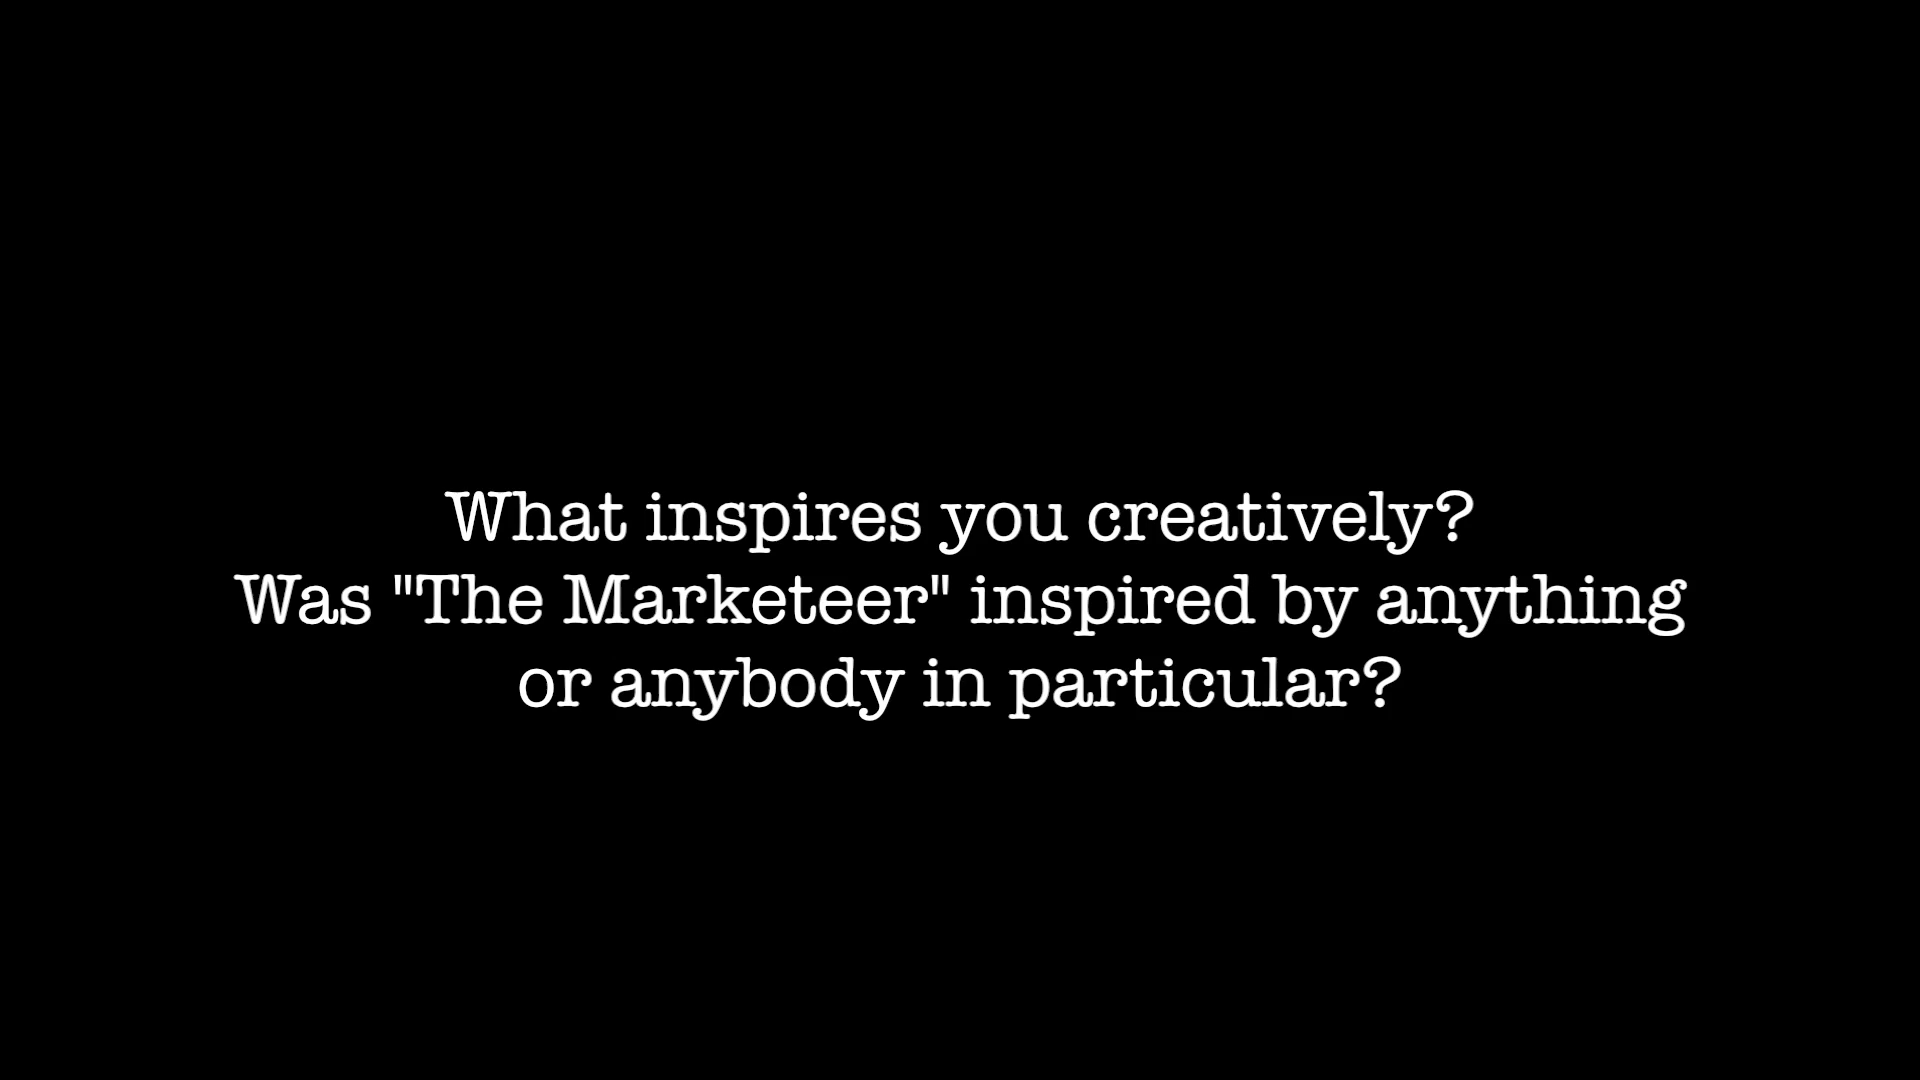 What inspires you creatively?
Was "The Marketeer" inspired by anything
or anybody in particular?